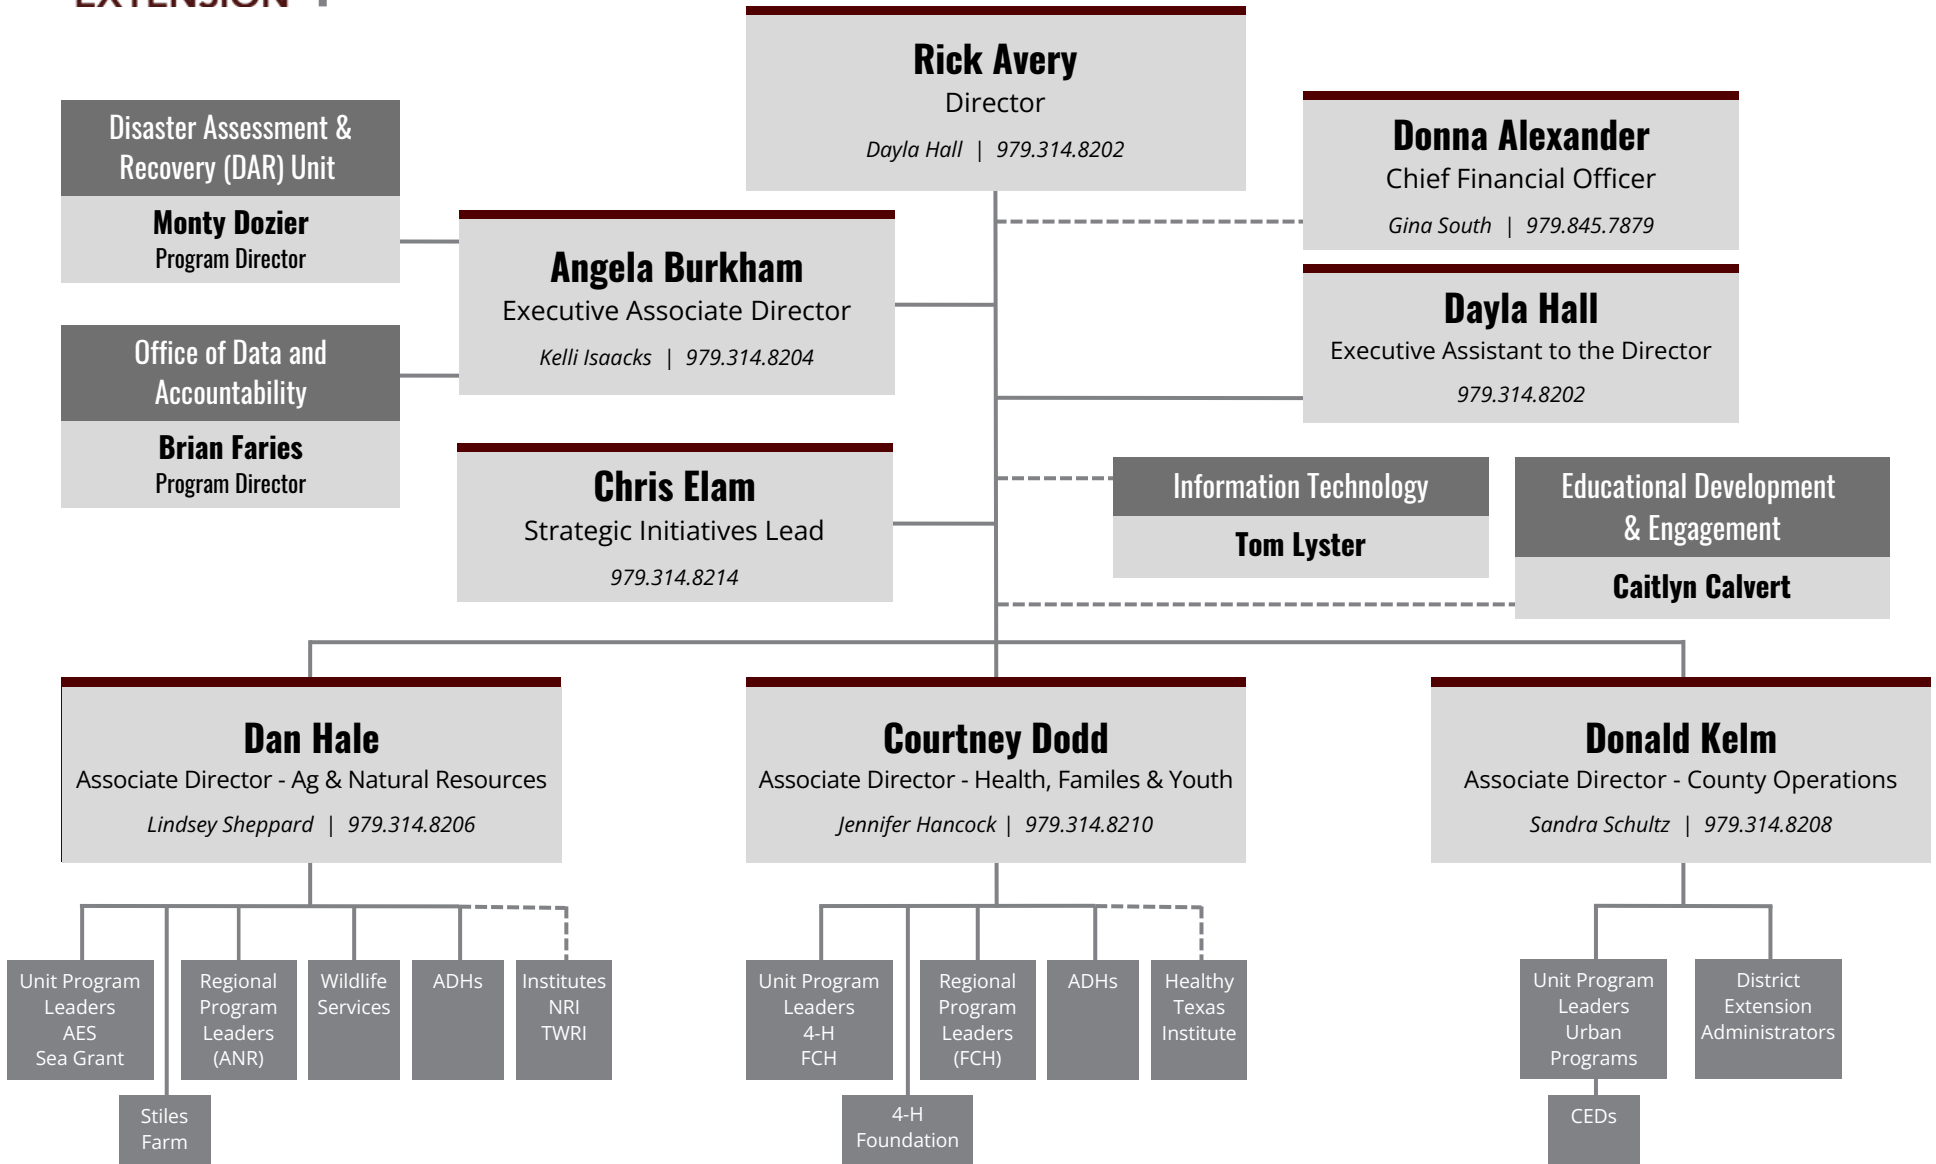 EXTENSION
Rick Avery
Director
Dayla Hall | 979.314.8202
Disaster Assessment &
Recovery (DAR) Unit
Monty Dozier
Program Director
Donna Alexander
Chief Financial Officer
Gina South | 979.845.7879
Angela Burkham
Executive Associate Director
Kelli Isaacks | 979.314.8204
Dayla Hall
Executive Assistant to the Director
979.314.8202
Office of Data and
Accountability
Brian Faries
Program Director
Chris Elam
Strategic Initiatives Lead
979.314.8214
Information Technology
Tom Lyster
Educational Development
& Engagement
Caitlyn Calvert
Dan Hale
Associate Director - Ag & Natural Resources
Lindsey Sheppard | 979.314.8206
Courtney Dodd
Associate Director - Health, Familes & Youth
Jennifer Hancock | 979.314.8210
Donald Kelm
Associate Director - County Operations
Sandra Schultz | 979.314.8208
Unit Program
Leaders
AES
Sea Grant
Stiles
Farm
Regional
Program
Leaders
(ANR)
Wildlife
Services
ADHs
Institutes
NRI
TWRI
Unit Program
Leaders
4-H
FCH
4-H
Foundation
Regional
Program
Leaders
(FCH)
ADHs
Healthy
Texas
Institute
Unit Program
Leaders
Urban
Programs
CEDs
District
Extension
Administrators